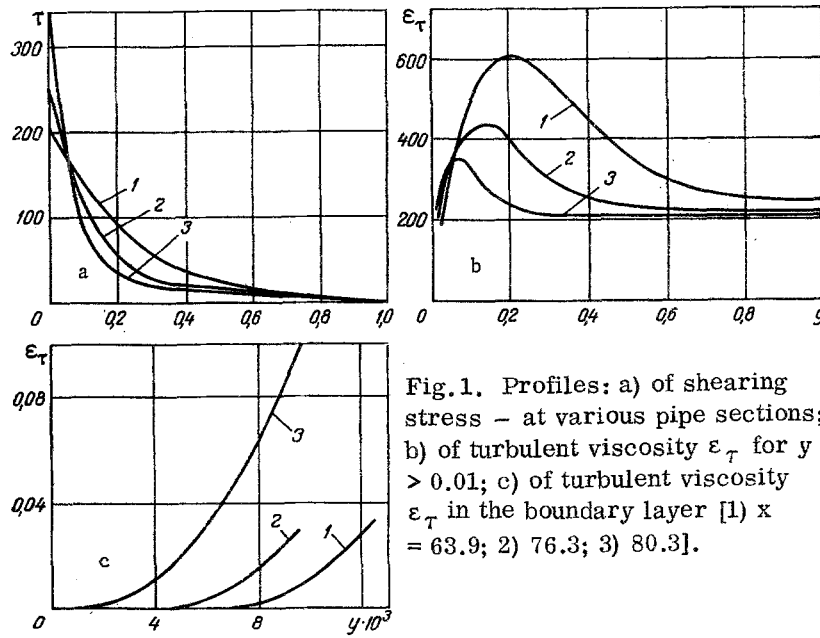 τ
300
200
100
1
2
3
a
0
0,2
0,4
0,6
0,8
1,0
ε_τ
600
400
200
1
2
3
b
0
0,2
0,4
0,6
0,8
y
ε_τ
0,08
0,04
3
2
1
c
0
4
8
y·10³
Fig. 1. Profiles: a) of shearing
stress – at various pipe sections;
b) of turbulent viscosity ε_τ for y
> 0.01; c) of turbulent viscosity
ε_τ in the boundary layer [1) x
= 63.9; 2) 76.3; 3) 80.3].